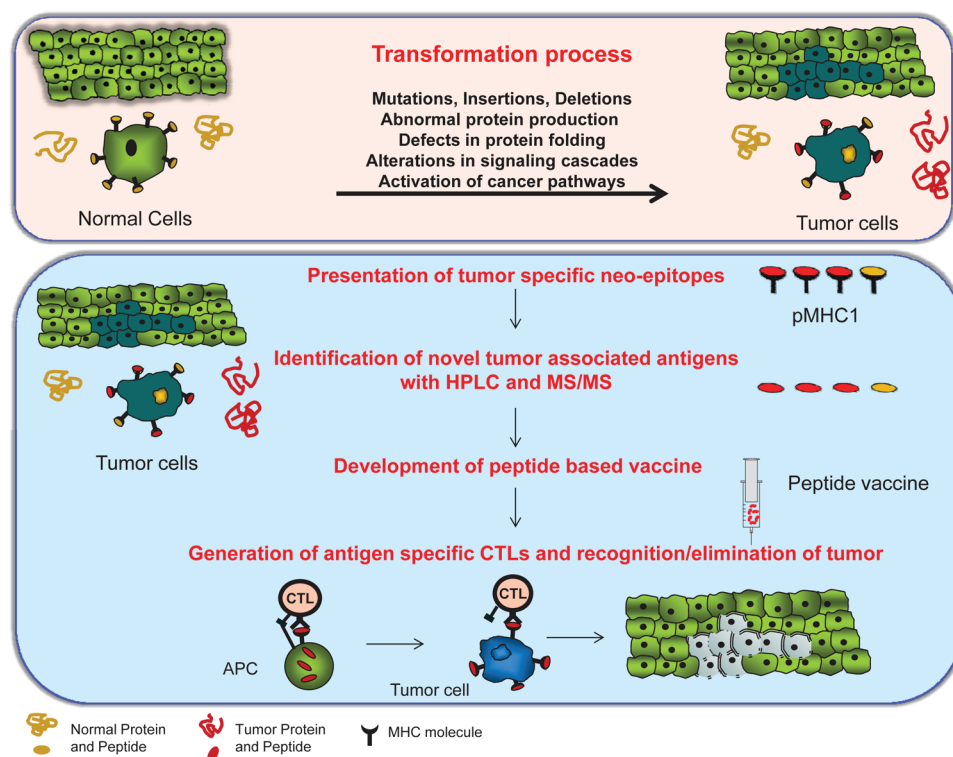 Transformation process
Mutations, Insertions, Deletions
Abnormal protein production
Defects in protein folding
Alterations in signaling cascades
Activation of cancer pathways
Normal Cells
Tumor cells
Presentation of tumor specific neo-epitopes
pMHC1
Identification of novel tumor associated antigens
with HPLC and MS/MS
Tumor cells
Development of peptide based vaccine
Peptide vaccine
Generation of antigen specific CTLs and recognition/elimination of tumor
CTL
CTL
APC
Tumor cell
Normal Protein
and Peptide
Tumor Protein
and Peptide
MHC molecule